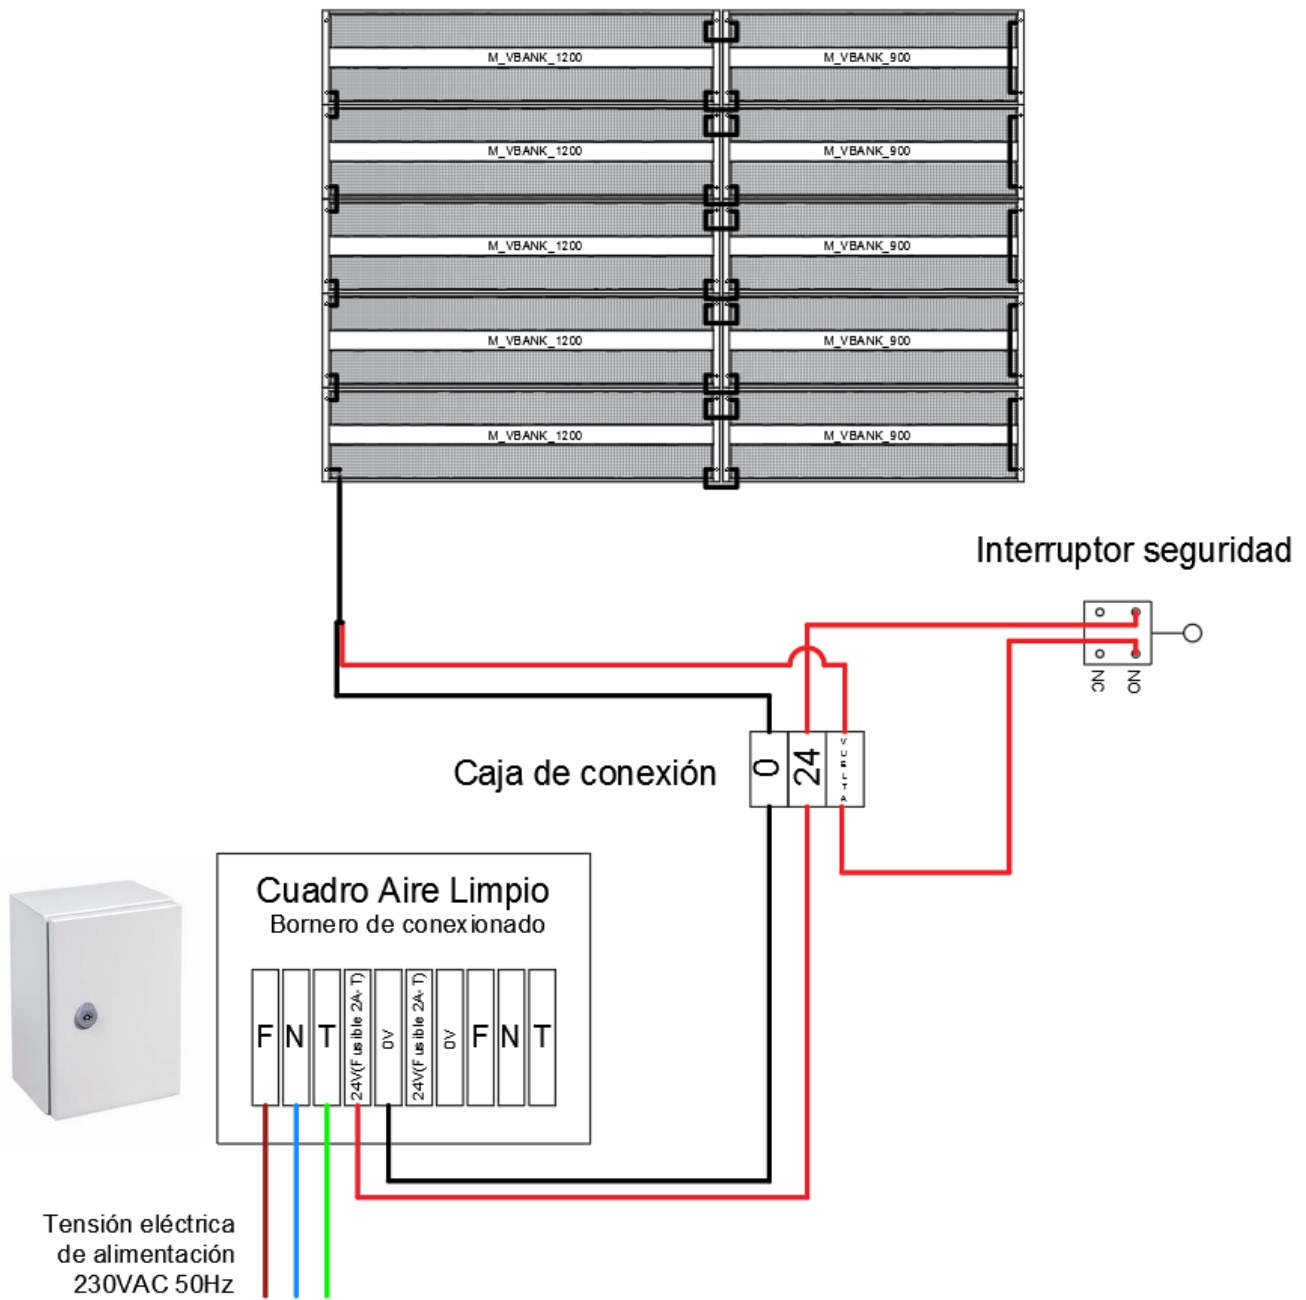 M_VBANK_1200 M_VBANK_900
M_VBANK_1200 M_VBANK_900
M_VBANK_1200 M_VBANK_900
M_VBANK_1200 M_VBANK_900
M_VBANK_1200 M_VBANK_900
Interruptor seguridad
NC NO
Caja de conexión
0 24 VUELTA
Cuadro Aire Limpio
Bornero de conexionado
F N T 24V(Fusible 2A-T) 0V 24V(Fusible 2A-T) 0V F N T
Tensión eléctrica
de alimentación
230VAC 50Hz